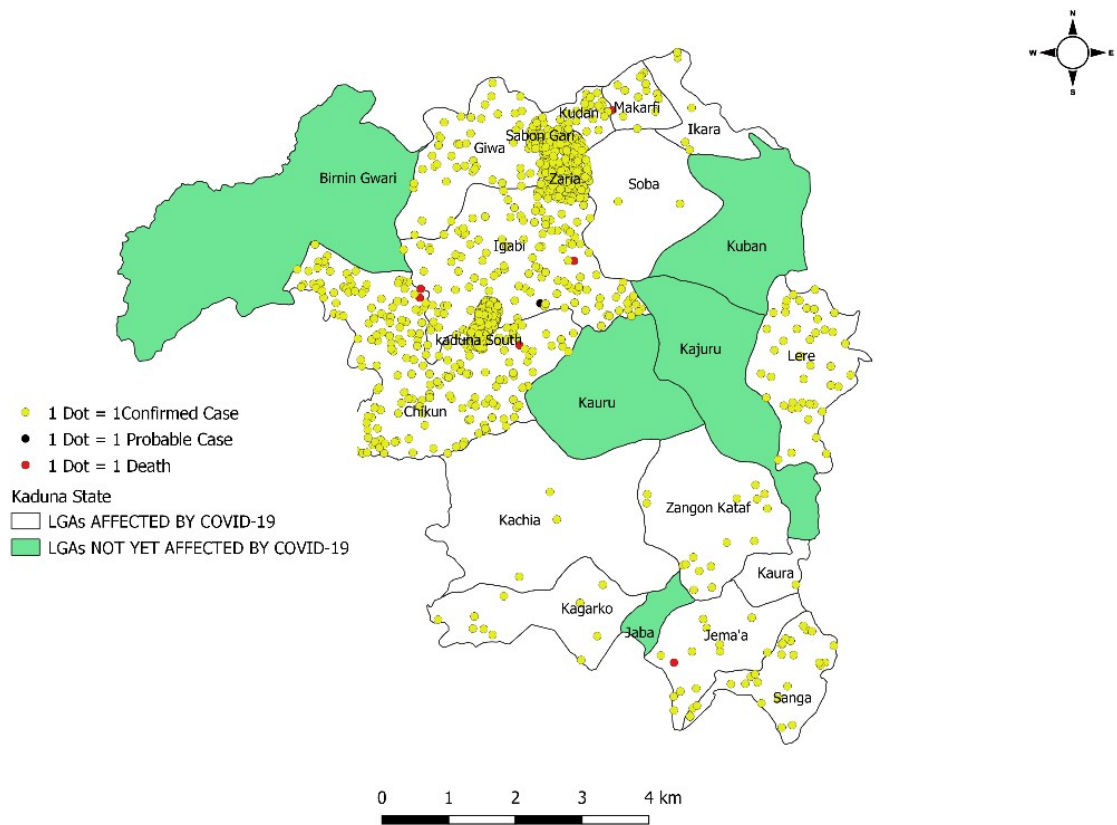 N
W E
S
Makarfi
Kudan
Ikara
Sabon Gari
Giwa
Birnin Gwari
Zaria
Soba
Igabi
Kuban
kaduna South
Kajuru
Lere
Kauru
Chikun
1 Dot = 1Confirmed Case
1 Dot = 1 Probable Case
1 Dot = 1 Death
Kaduna State
LGAs AFFECTED BY COVID-19
LGAs NOT YET AFFECTED BY COVID-19
Zangon Kataf
Kachia
Kaura
Kagarko
Jaba
Jema'a
Sanga
0 1 2 3 4 km